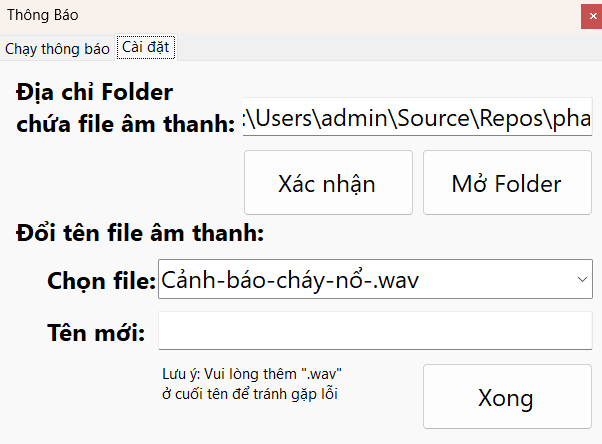 Thông Báo
Chạy thông báo
Cài đặt
Địa chỉ Folder
chứa file âm thanh:
:\Users\admin\Source\Repos\pha
Xác nhận
Mở Folder
Đổi tên file âm thanh:
Chọn file:
Cảnh-báo-cháy-nổ-.wav
Tên mới:
Lưu ý: Vui lòng thêm ".wav"
ở cuối tên để tránh gặp lỗi
Xong